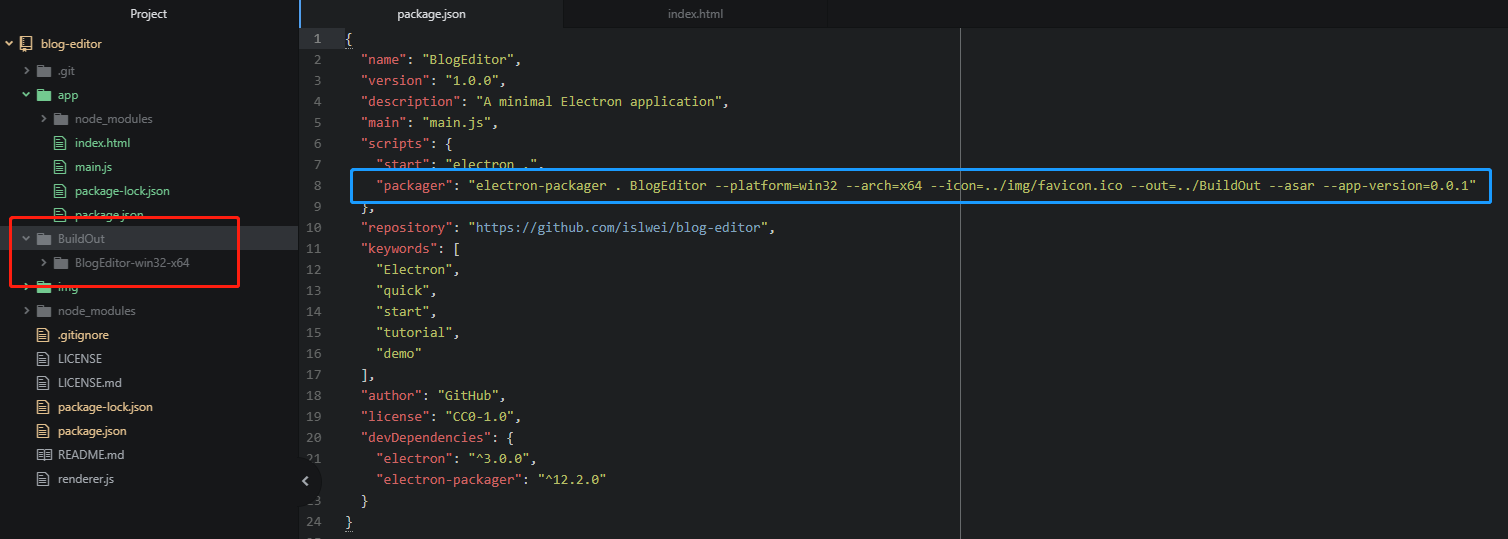 Project
blog-editor
.git
app
node_modules
index.html
main.js
package-lock.json
package.json
BuildOut
BlogEditor-win32-x64
img
node_modules
.gitignore
LICENSE
LICENSE.md
package-lock.json
package.json
README.md
renderer.js
package.json
index.html
1 {
2 "name": "BlogEditor",
3 "version": "1.0.0",
4 "description": "A minimal Electron application",
5 "main": "main.js",
6 "scripts": {
7 "start": "electron .",
8 "packager": "electron-packager . BlogEditor --platform=win32 --arch=x64 --icon=../img/favicon.ico --out=../BuildOut --asar --app-version=0.0.1"
9 },
10 "repository": "https://github.com/islwei/blog-editor",
11 "keywords": [
12 "Electron",
13 "quick",
14 "start",
15 "tutorial",
16 "demo"
17 ],
18 "author": "GitHub",
19 "license": "CC0-1.0",
20 "devDependencies": {
21 "electron": "^3.0.0",
"electron-packager": "^12.2.0"
23 }
24 }